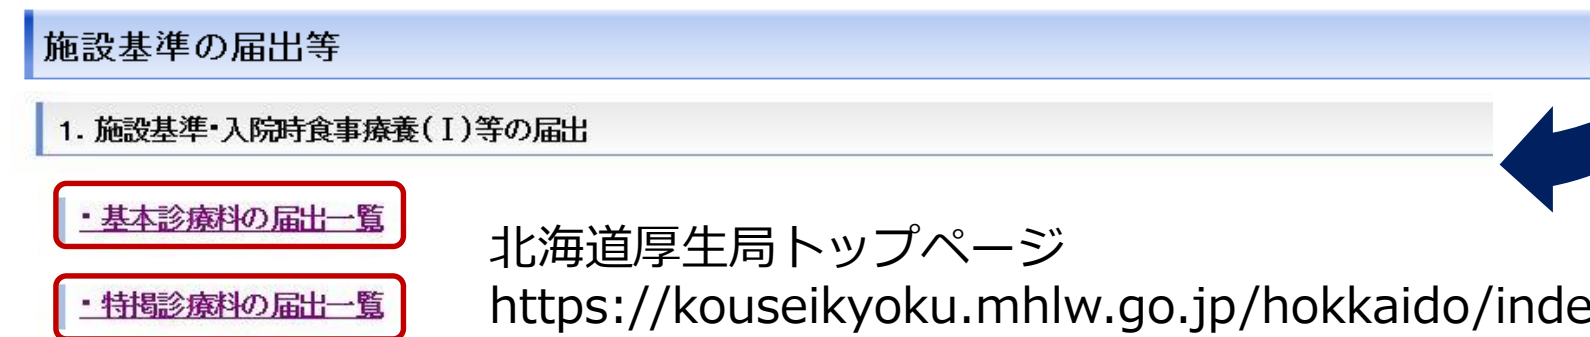 施設基準の届出等
1. 施設基準・入院時食事療養(Ⅰ)等の届出
・基本診療料の届出一覧
・特掲診療料の届出一覧
北海道厚生局トップページ
https://kouseikyoku.mhlw.go.jp/hokkaido/inde